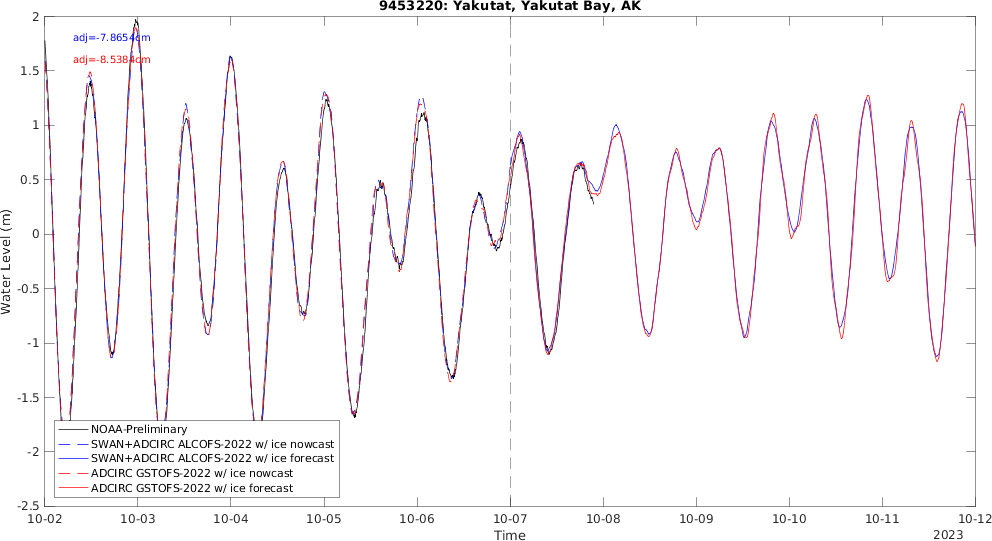 9453220: Yakutat, Yakutat Bay, AK
adj=-7.8654cm
adj=-8.5384cm
2
1.5
1
0.5
0
-0.5
-1
-1.5
-2
-2.5
Water Level (m)
NOAA-Preliminary
SWAN+ADCIRC ALCOFS-2022 w/ ice nowcast
SWAN+ADCIRC ALCOFS-2022 w/ ice forecast
ADCIRC GSTOFS-2022 w/ ice nowcast
ADCIRC GSTOFS-2022 w/ ice forecast
10-02 10-03 10-04 10-05 10-06 10-07 10-08 10-09 10-10 10-11 10-12
Time
2023